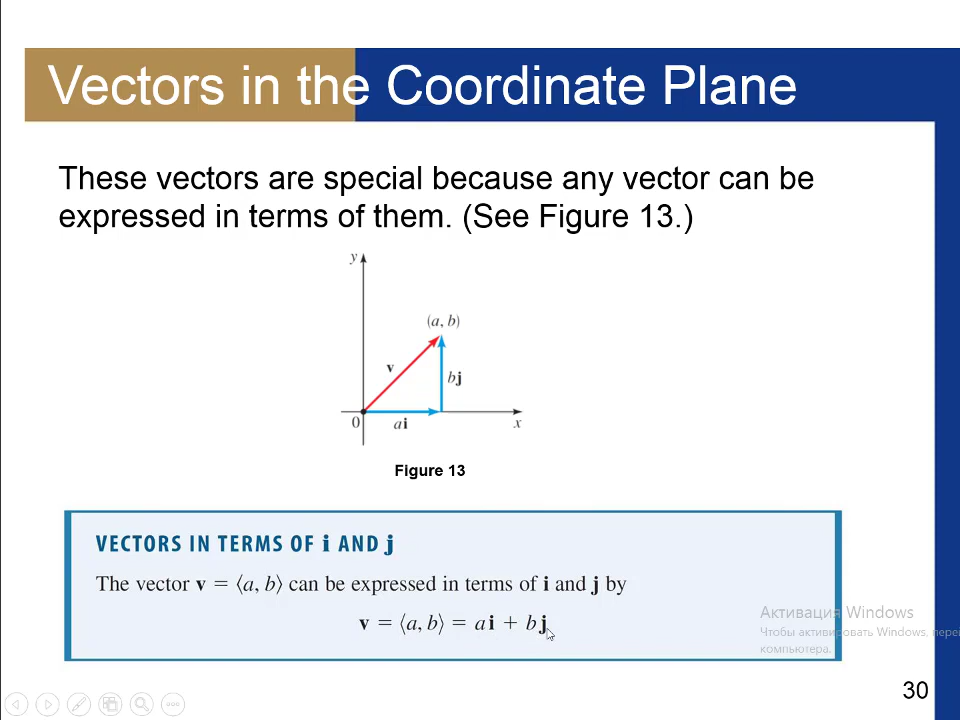 Vectors in the Coordinate Plane
These vectors are special because any vector can be
expressed in terms of them. (See Figure 13.)
y
(a, b)
v
bj
0
ai
x
Figure 13
VECTORS IN TERMS OF i AND j
The vector v = ⟨a, b⟩ can be expressed in terms of i and j by
v = ⟨a, b⟩ = ai + bj
Активация Windows
Чтобы активировать Windows, пере
компьютера.
30